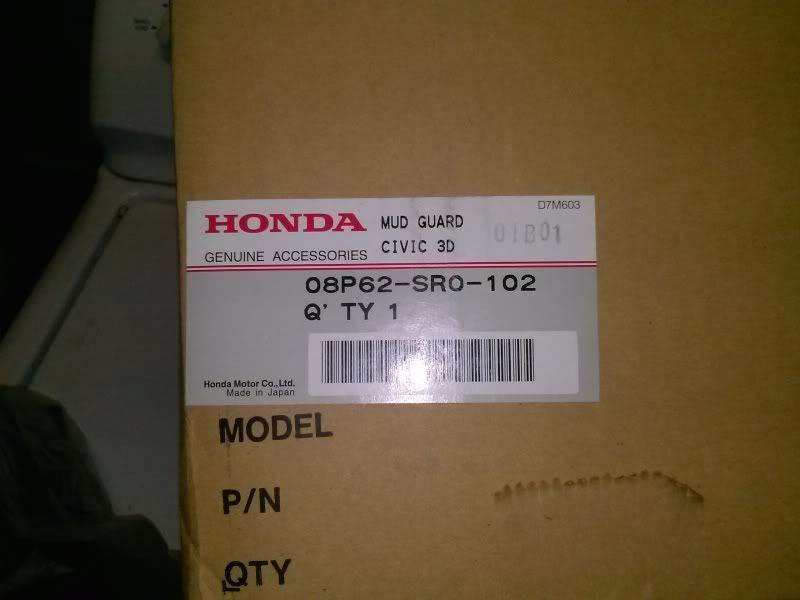 D7M603
HONDA
MUD GUARD
CIVIC 3D
01B01
GENUINE ACCESSORIES
08P62-SR0-102
Q' TY 1
Honda Motor Co.,Ltd.
Made in Japan
MODEL
P/N
QTY